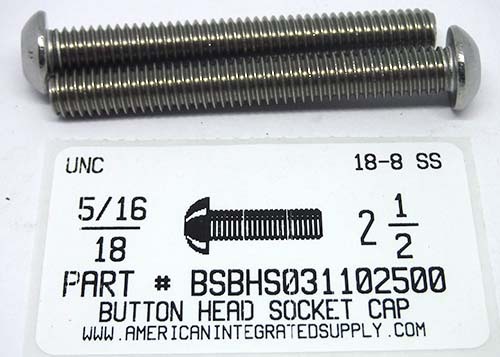 UNC 18-8 SS
5/16 18 2 1/2
PART # BSBHS031102500
BUTTON HEAD SOCKET CAP
WWW.AMERICANINTEGRATEDSUPPLY.COM